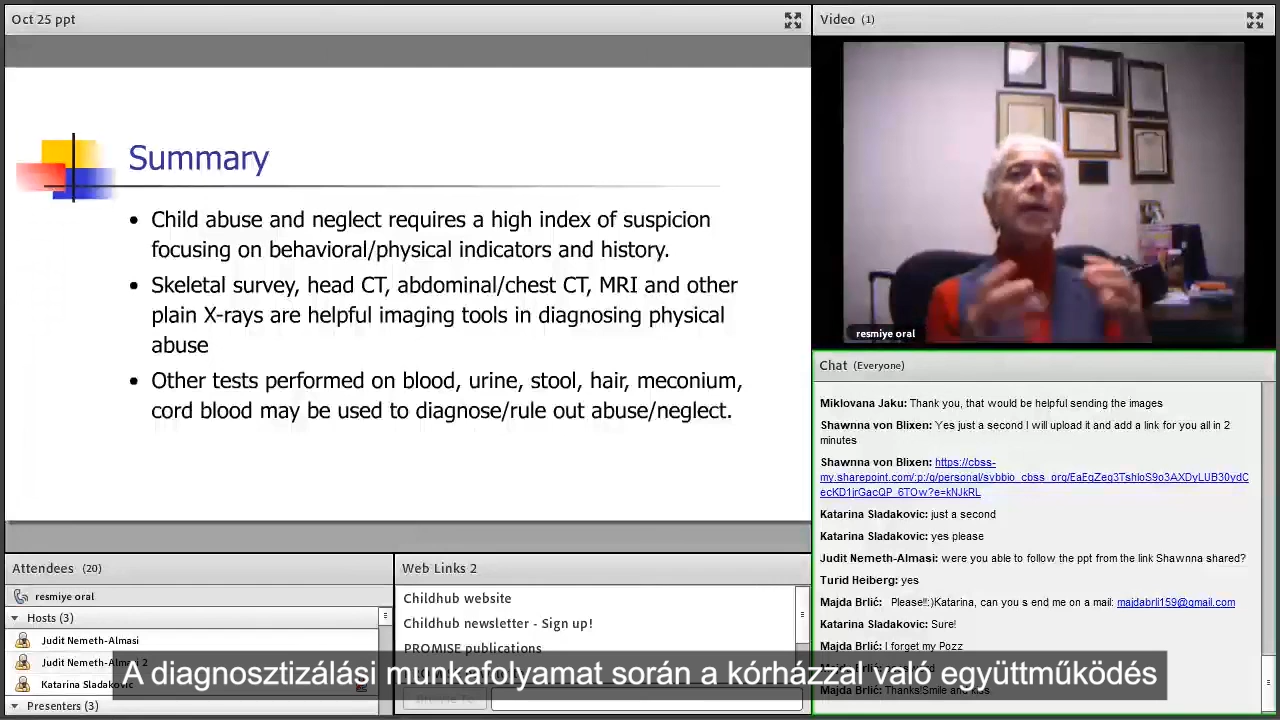 Oct 25 ppt
Summary
• Child abuse and neglect requires a high index of suspicion
focusing on behavioral/physical indicators and history.
• Skeletal survey, head CT, abdominal/chest CT, MRI and other
plain X-rays are helpful imaging tools in diagnosing physical
abuse
• Other tests performed on blood, urine, stool, hair, meconium,
cord blood may be used to diagnose/rule out abuse/neglect.
Attendees (20)
resmiye oral
Hosts (3)
Judit Nemeth-Almasi
Judit Nemeth-Almasi 2
Katarina Sladakovic
Presenters (3)
Web Links 2
Childhub website
Childhub newsletter - Sign up!
PROMISE publications
Video (1)
resmiye oral
Chat (Everyone)
Miklovana Jaku: Thank you, that would be helpful sending the images
Shawnna von Blixen: Yes just a second I will upload it and add a link for you all in 2
minutes
Shawnna von Blixen: https://cbss-
my.sharepoint.com/:p:/g/personal/svbbio_cbss_org/EaEgZeg3TshIoS9o3AXDyLUB30ydC
ecKD1jrGacQP_6TOw?e=kNJkRL
Katarina Sladakovic: just a second
Katarina Sladakovic: yes please
Judit Nemeth-Almasi: were you able to follow the ppt from the link Shawnna shared?
Turid Heiberg: yes
Majda Brlić: Please!!:)Katarina, can you s end me on a mail: majdabrli159@gmail.com
Katarina Sladakovic: Sure!
Majda Brlić: I forget my Pozz
Majda Brlić:
Majda Brlić: Thanks!Smile and kids
A diagnosztizálási munkafolyamat során a kórházzal való együttműködés